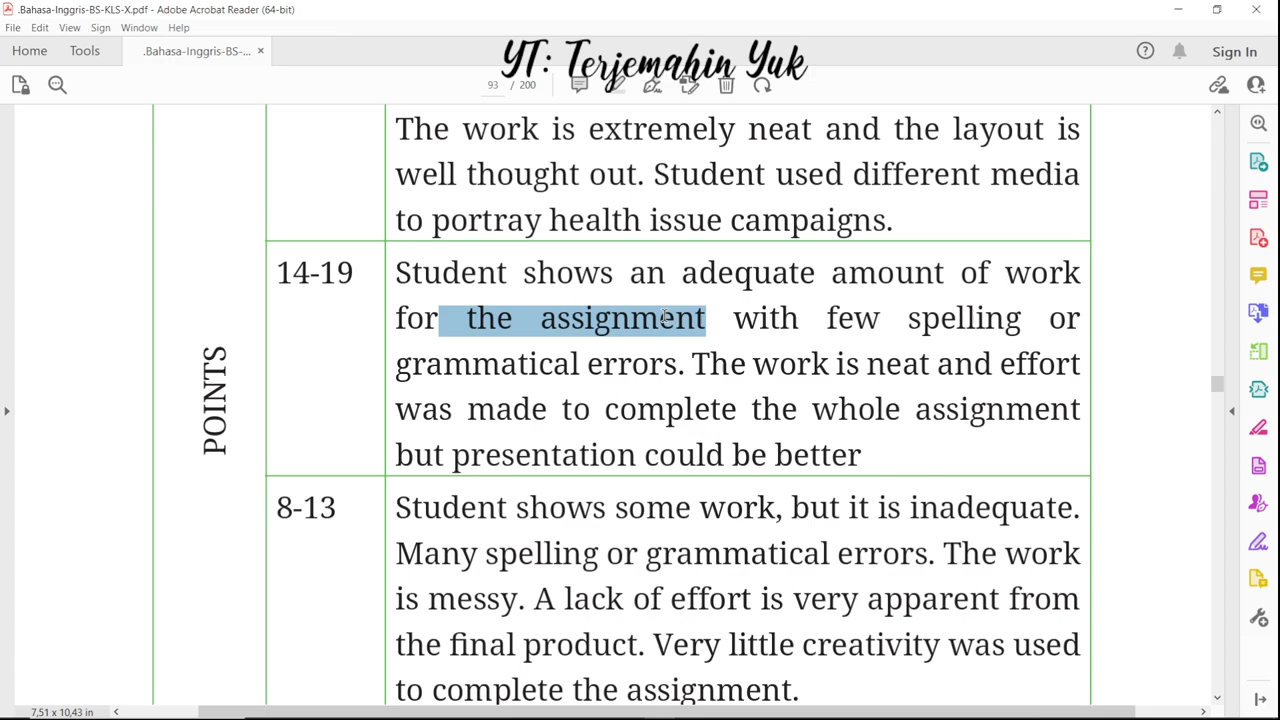 .Bahasa-Inggris-BS-KLS-X.pdf - Adobe Acrobat Reader (64-bit)
File Edit View Sign Window Help
Home Tools .Bahasa-Inggris-BS-... × Sign In
YT: Terjemahin Yuk
93 / 200
The work is extremely neat and the layout is
well thought out. Student used different media
to portray health issue campaigns.
14-19 Student shows an adequate amount of work
for the assignment with few spelling or
grammatical errors. The work is neat and effort
was made to complete the whole assignment
but presentation could be better
POINTS
8-13 Student shows some work, but it is inadequate.
Many spelling or grammatical errors. The work
is messy. A lack of effort is very apparent from
the final product. Very little creativity was used
to complete the assignment.
7,51 x 10,43 in